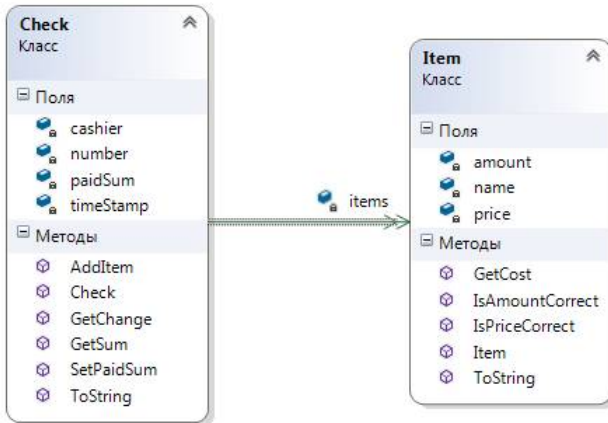 Check
Класс
Поля
cashier
number
paidSum
timeStamp
Методы
AddItem
Check
GetChange
GetSum
SetPaidSum
ToString
items
Item
Класс
Поля
amount
name
price
Методы
GetCost
IsAmountCorrect
IsPriceCorrect
Item
ToString